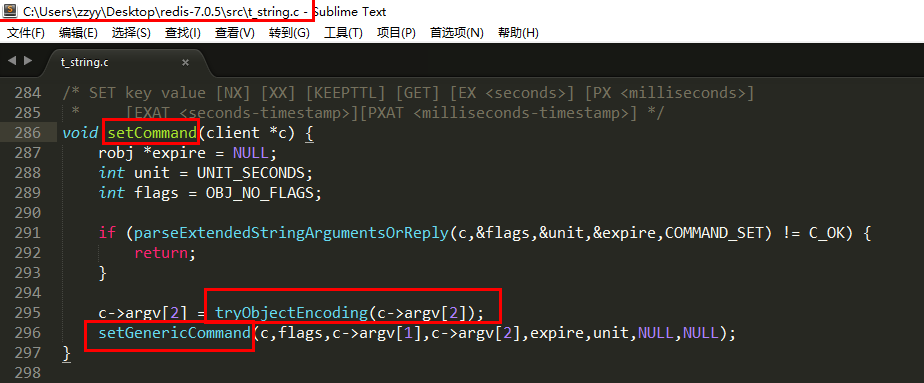 C:\Users\zzyy\Desktop\redis-7.0.5\src\t_string.c - Sublime Text
文件(F) 编辑(E) 选择(S) 查找(I) 查看(V) 转到(G) 工具(T) 项目(P) 首选项(N) 帮助(H)
t_string.c ×
284 /* SET key value [NX] [XX] [KEEPTTL] [GET] [EX <seconds>] [PX <milliseconds>]
285  *     [EXAT <seconds-timestamp>][PXAT <milliseconds-timestamp>] */
286 void setCommand(client *c) {
287     robj *expire = NULL;
288     int unit = UNIT_SECONDS;
289     int flags = OBJ_NO_FLAGS;
290
291     if (parseExtendedStringArgumentsOrReply(c,&flags,&unit,&expire,COMMAND_SET) != C_OK) {
292         return;
293     }
294
295     c->argv[2] = tryObjectEncoding(c->argv[2]);
296     setGenericCommand(c,flags,c->argv[1],c->argv[2],expire,unit,NULL,NULL);
297 }
298